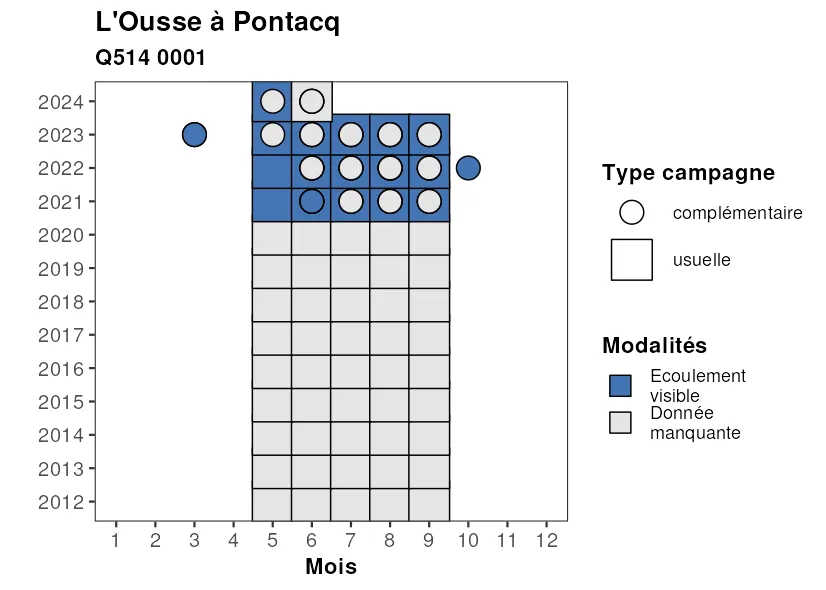 L'Ousse à Pontacq
Q514 0001
2024
2023
2022
2021
2020
2019
2018
2017
2016
2015
2014
2013
2012
1 2 3 4 5 6 7 8 9 10 11 12
Mois
Type campagne
complémentaire
usuelle
Modalités
Ecoulement
visible
Donnée
manquante